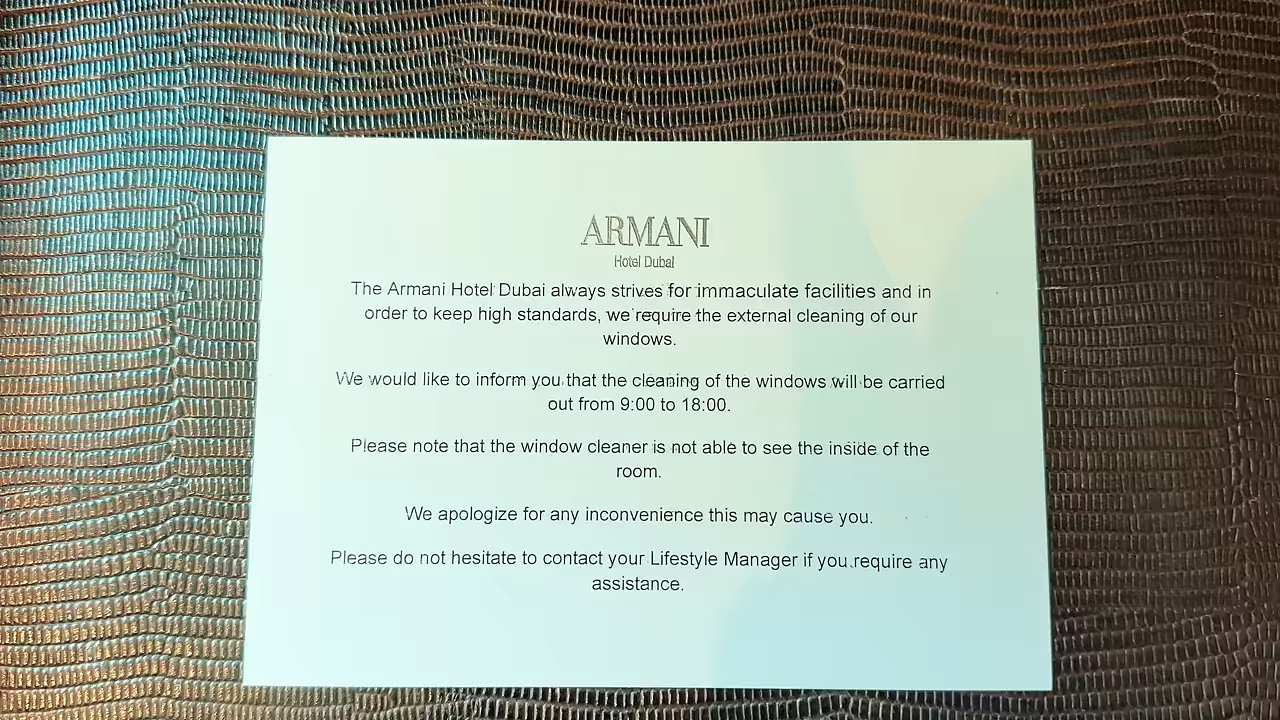 ARMANI
Hotel Dubai
The Armani Hotel Dubai always strives for immaculate facilities and in
order to keep high standards, we require the external cleaning of our
windows.
We would like to inform you that the cleaning of the windows will be carried
out from 9:00 to 18:00.
Please note that the window cleaner is not able to see the inside of the
room.
We apologize for any inconvenience this may cause you.
Please do not hesitate to contact your Lifestyle Manager if you require any
assistance.